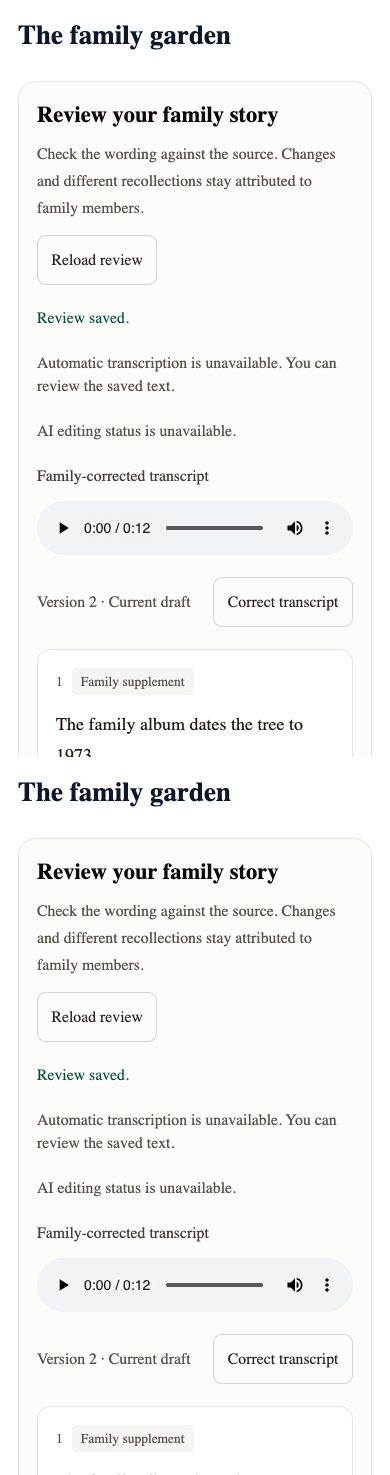 The family garden
Review your family story
Check the wording against the source. Changes
and different recollections stay attributed to
family members.
Reload review
Review saved.
Automatic transcription is unavailable. You can
review the saved text.
AI editing status is unavailable.
Family-corrected transcript
0:00 / 0:12
Version 2 · Current draft
Correct transcript
1 Family supplement
The family album dates the tree to
1973
The family garden
Review your family story
Check the wording against the source. Changes
and different recollections stay attributed to
family members.
Reload review
Review saved.
Automatic transcription is unavailable. You can
review the saved text.
AI editing status is unavailable.
Family-corrected transcript
0:00 / 0:12
Version 2 · Current draft
Correct transcript
1 Family supplement